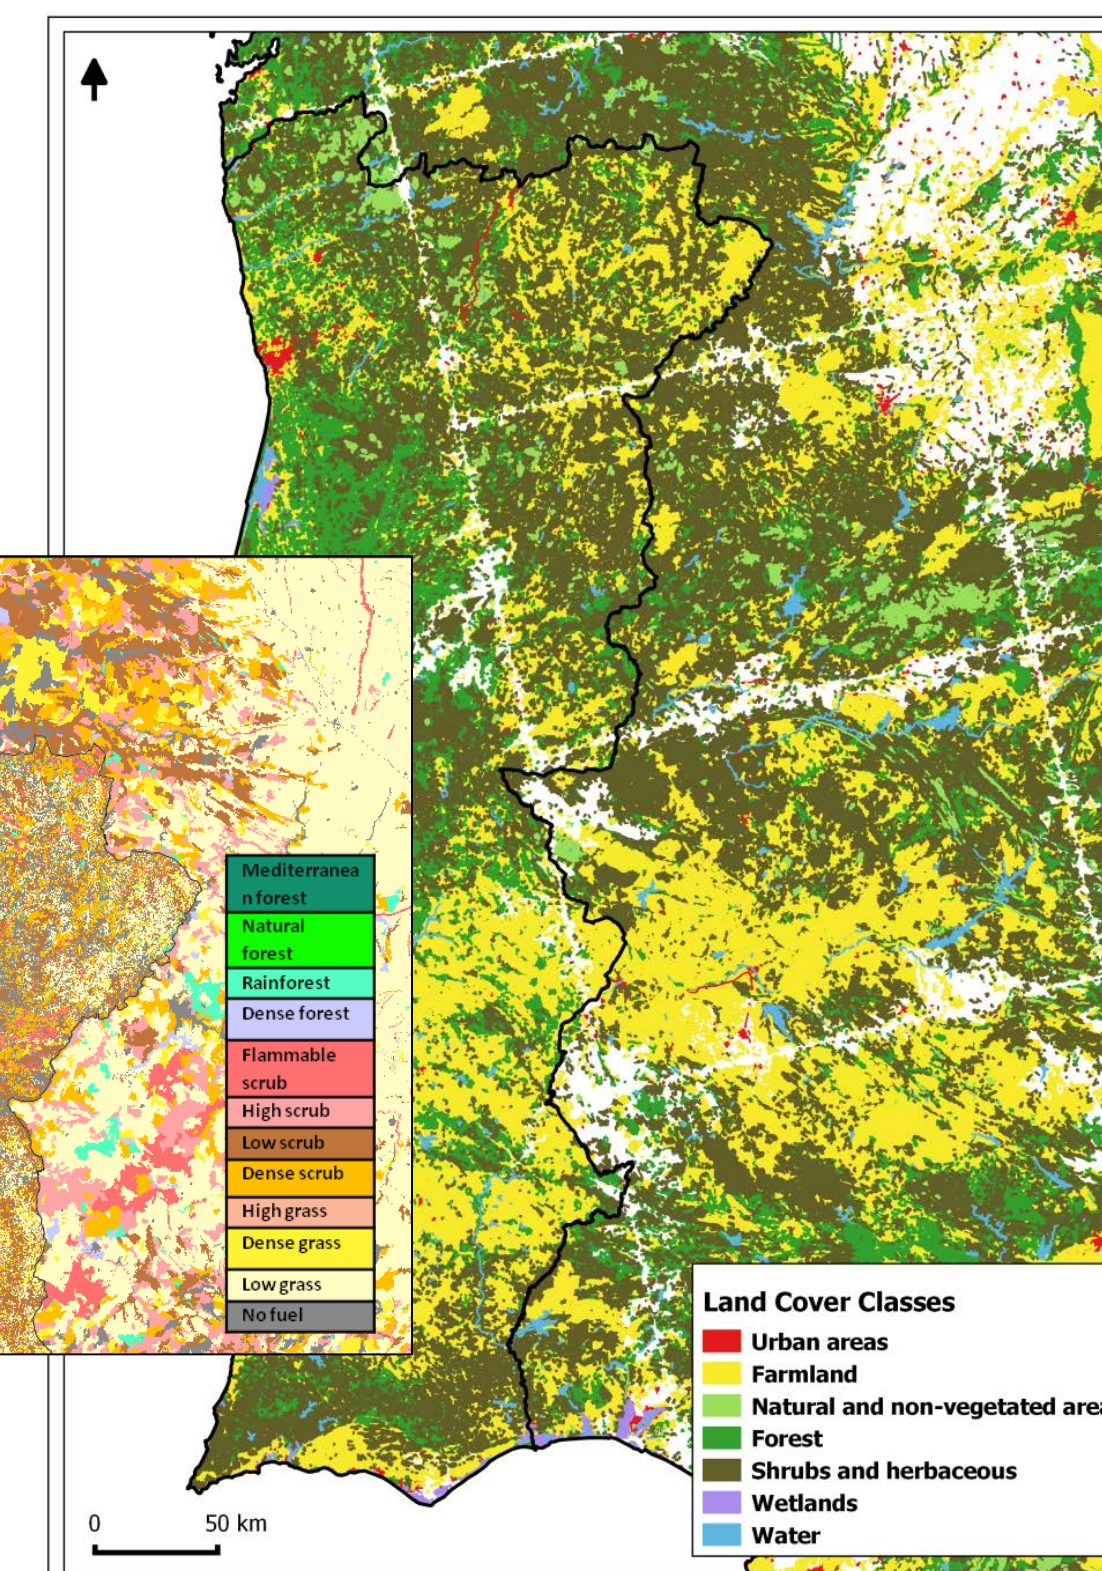 Mediterranea
n forest
Natural
forest
Rainforest
Dense forest
Flammable
scrub
High scrub
Low scrub
Dense scrub
High grass
Dense grass
Low grass
No fuel
Land Cover Classes
Urban areas
Farmland
Natural and non-vegetated area
Forest
Shrubs and herbaceous
Wetlands
Water
0 50 km